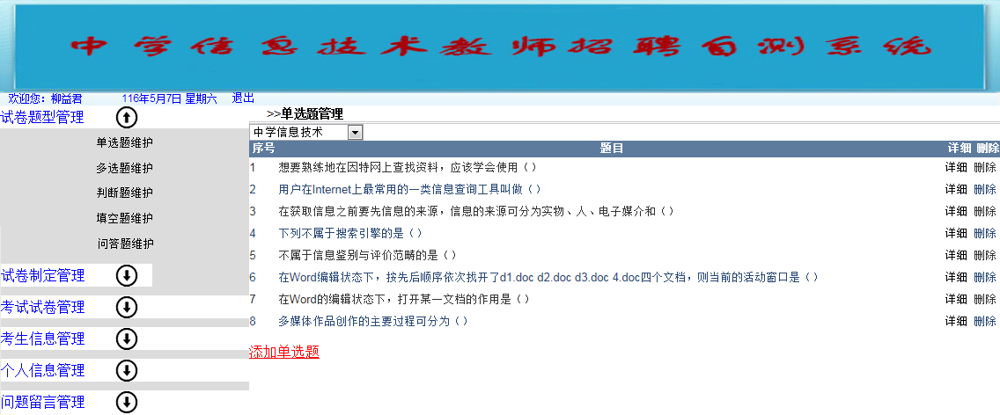 中学信息技术教师招聘自测系统
欢迎您：柳益君 116年5月7日 星期六 退出
试卷题型管理
单选题维护
多选题维护
判断题维护
填空题维护
问答题维护
试卷制定管理
考试试卷管理
考生信息管理
个人信息管理
问题留言管理
>>单选题管理
中学信息技术
序号 题目 详细 删除
1 想要熟练地在因特网上查找资料，应该学会使用（ ） 详细 删除
2 用户在Internet上最常用的一类信息查询工具叫做（ ） 详细 删除
3 在获取信息之前要先信息的来源，信息的来源可分为实物、人、电子媒介和（ ） 详细 删除
4 下列不属于搜索引擎的是（ ） 详细 删除
5 不属于信息鉴别与评价范畴的是（ ） 详细 删除
6 在Word编辑状态下，按先后顺序依次找开了d1.doc d2.doc d3.doc 4.doc四个文档，则当前的活动窗口是（ ） 详细 删除
7 在Word的编辑状态下，打开某一文档的作用是（ ） 详细 删除
8 多媒体作品创作的主要过程可分为（ ） 详细 删除
添加单选题